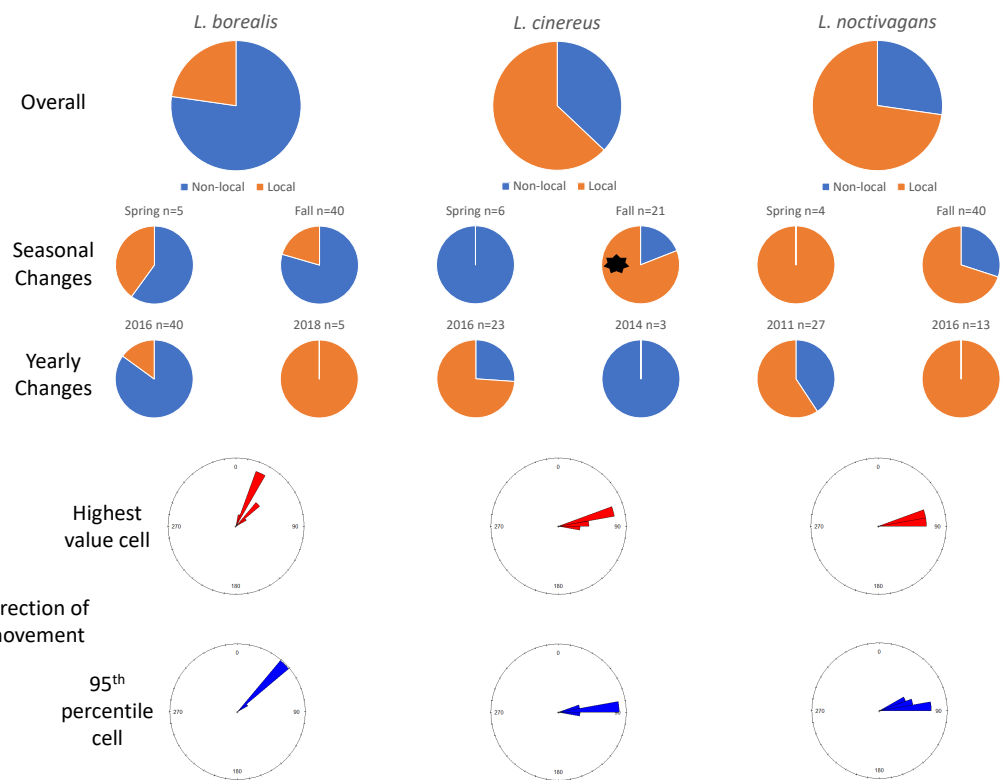 L. borealis
L. cinereus
L. noctivagans
Overall
Non-local Local
Non-local Local
Non-local Local
Spring n=5
Fall n=40
Spring n=6
Fall n=21
Spring n=4
Fall n=40
Seasonal
Changes
2016 n=40
2018 n=5
2016 n=23
2014 n=3
2011 n=27
2016 n=13
Yearly
Changes
Highest
value cell
0
90
180
270
0
90
180
270
0
90
180
270
rection of
novement
95th
percentile
cell
0
90
180
270
0
90
180
270
0
90
180
270